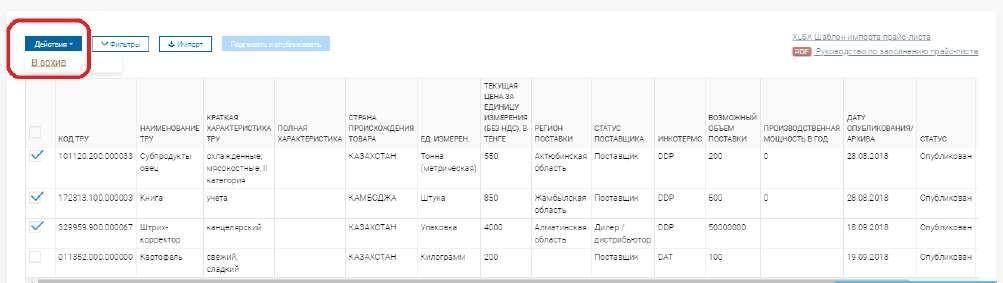 Действия Фильтры Импорт Подписать и опубликовать
XLSX Шаблон импорта прайс-листа
PDF Руководство по заполнению прайс-листа
В архив
КОД ТРУ
НАИМЕНОВАНИЕ ТРУ
КРАТКАЯ ХАРАКТЕРИСТИКА ТРУ
ПОЛНАЯ ХАРАКТЕРИСТИКА
СТРАНА ПРОИСХОЖДЕНИЯ ТОВАРА
ЕД. ИЗМЕРЕН.
ТЕКУЩАЯ ЦЕНА ЗА ЕДИНИЦУ ИЗМЕРЕНИЯ (БЕЗ НДС), В ТЕНГЕ
РЕГИОН ПОСТАВКИ
СТАТУС ПОСТАВЩИКА
ИНКОТЕРМС
ВОЗМОЖНЫЙ ОБЪЕМ ПОСТАВКИ
ПРОИЗВОДСТВЕННАЯ МОЩНОСТЬ В ГОД
ДАТУ ОПУБЛИКОВАНИЯ/ АРХИВА
СТАТУС
101120.200.000033 Субпродукты охлажденные, КАЗАХСТАН Тонна 550 Актюбинская Поставщик DDP 200 0 28.08.2018 Опубликован
овец мясокостные, II (метрическая) область
категория
172313.100.000003 Книга учета КАМБОДЖА Штука 850 Жамбылская Поставщик DDP 600 0 28.08.2018 Опубликован
область
329959.900.000067 Штрих- канцелярский КАЗАХСТАН Упаковка 4000 Алматинская Дилер / DDP 50000000 18.09.2018 Опубликован
корректор область дистрибьютор
011352.000.000000 Картофель свежий, КАЗАХСТАН Килограмм 200 Поставщик DAT 100 19.09.2018 Опубликован
сладкий